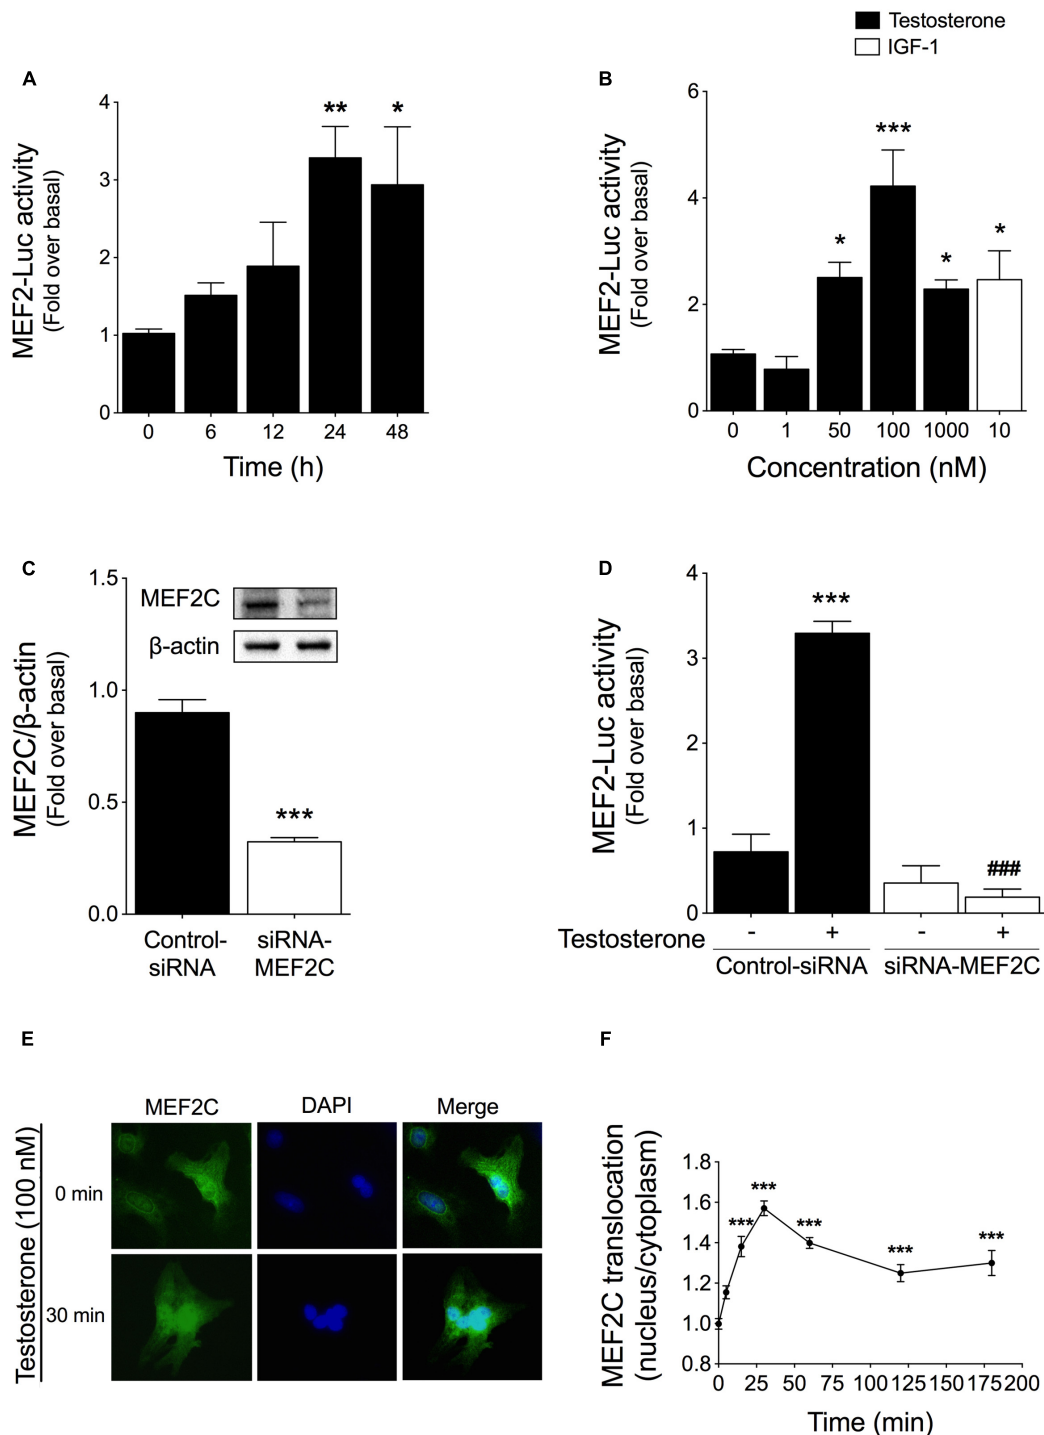 Testosterone
IGF-1
A
MEF2-Luc activity
(Fold over basal)
4
3
2
1
0
** *
0 6 12 24 48
Time (h)
B
MEF2-Luc activity
(Fold over basal)
6
4
2
0
* *** * *
0 1 50 100 1000 10
Concentration (nM)
C
MEF2C/β-actin
(Fold over basal)
1.5
1.0
0.5
0.0
MEF2C
β-actin
***
Control-
siRNA
siRNA-
MEF2C
D
MEF2-Luc activity
(Fold over basal)
4
3
2
1
0
***
###
Testosterone - + - +
Control-siRNA siRNA-MEF2C
E
MEF2C DAPI Merge
Testosterone (100 nM)
0 min
30 min
F
MEF2C translocation
(nucleus/cytoplasm)
1.8
1.6
1.4
1.2
1.0
0.8
*** *** *** *** ***
0 25 50 75 100 125 150 175 200
Time (min)